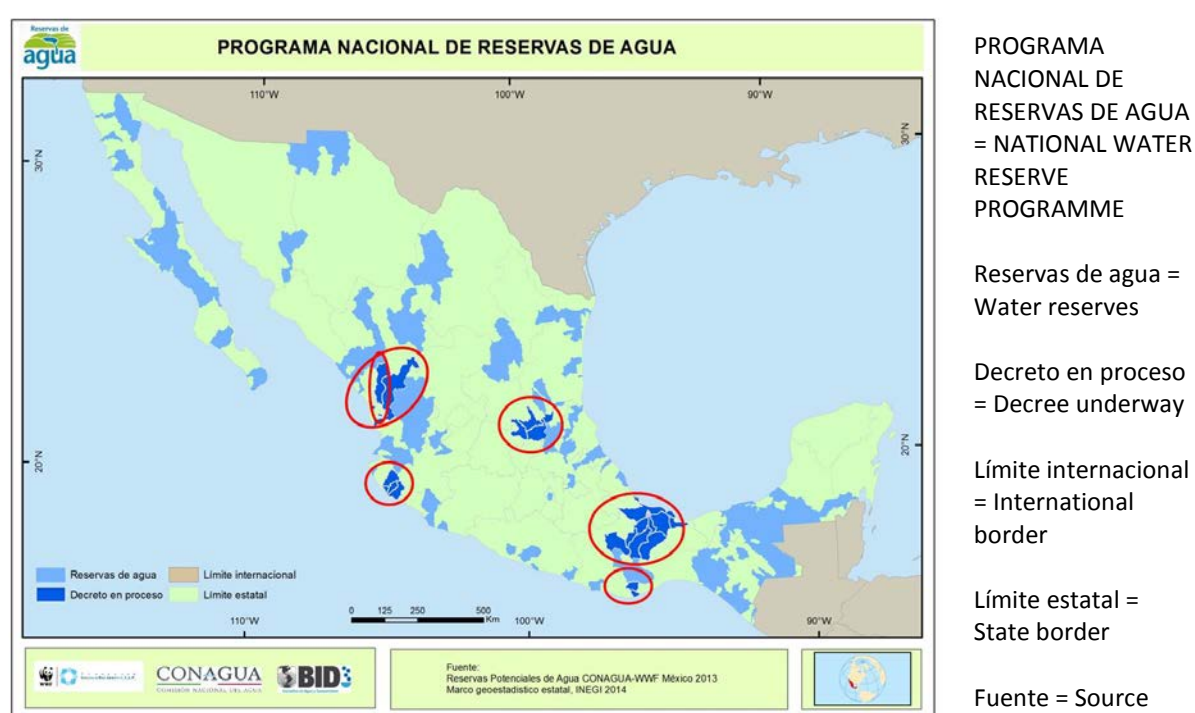 Reservas de
agua
PROGRAMA NACIONAL DE RESERVAS DE AGUA
110°W
100°W
90°W
30°N
30°N
20°N
20°N
Reservas de agua
Límite internacional
Decreto en proceso
Límite estatal
0 125 250 500
Km
110°W
100°W
90°W
WWF
CONAGUA
COMISIÓN NACIONAL DEL AGUA
BID
Fuente:
Reservas Potenciales de Agua CONAGUA-WWF México 2013
Marco geoestadístico estatal, INEGI 2014
PROGRAMA
NACIONAL DE
RESERVAS DE AGUA
= NATIONAL WATER
RESERVE
PROGRAMME
Reservas de agua =
Water reserves
Decreto en proceso
= Decree underway
Límite internacional
= International
border
Límite estatal =
State border
Fuente = Source